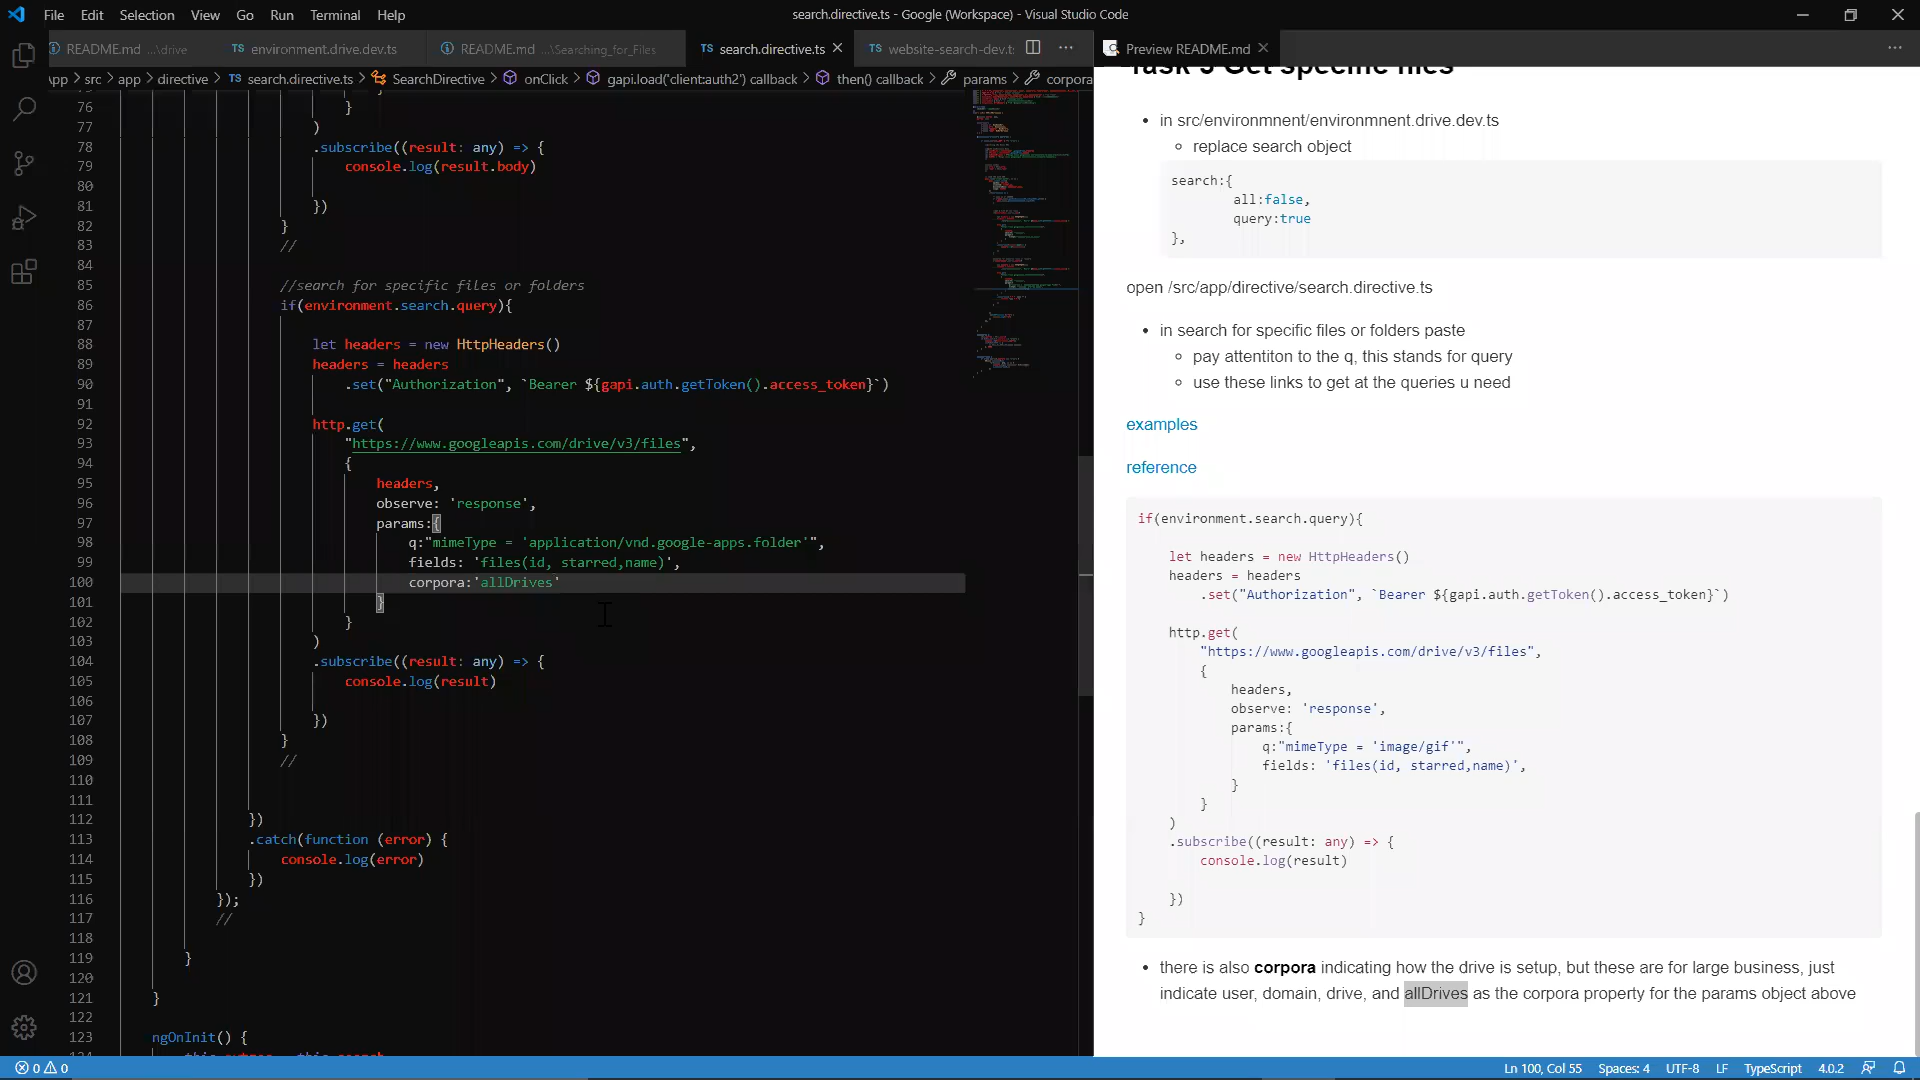 File Edit Selection View Go Run Terminal Help
search.directive.ts - Google (Workspace) - Visual Studio Code
README.md ...\drive
TS environment.drive.dev.ts
README.md ...\Searching_for_Files
TS search.directive.ts
TS website-search-dev.t
Preview README.md
src > app > directive > TS search.directive.ts > SearchDirective > onClick > gapi.load('client:auth2') callback > then() callback > params > corpora
76 }
77 )
78 .subscribe((result: any) => {
79 console.log(result.body)
80
81 })
82 }
83 //
84
85 //search for specific files or folders
86 if(environment.search.query){
87
88 let headers = new HttpHeaders()
89 headers = headers
90 .set("Authorization", `Bearer ${gapi.auth.getToken().access_token}`)
91
92 http.get(
93 "https://www.googleapis.com/drive/v3/files",
94 {
95 headers,
96 observe: 'response',
97 params:{
98 q:"mimeType = 'application/vnd.google-apps.folder'",
99 fields: 'files(id, starred,name)',
100 corpora:'allDrives'
101 }
102 }
103 )
104 .subscribe((result: any) => {
105 console.log(result)
106
107 })
108 }
109 //
110
111
112 })
113 .catch(function (error) {
114 console.log(error)
115 })
116 });
117 //
118
119 }
120
121 }
122
123 ngOnInit() {
Task 3 Get specific files
• in src/environmnent/environmnent.drive.dev.ts
replace search object
search:{
all:false,
query:true
},
open /src/app/directive/search.directive.ts
• in search for specific files or folders paste
pay attentiton to the q, this stands for query
use these links to get at the queries u need
examples
reference
if(environment.search.query){
let headers = new HttpHeaders()
headers = headers
.set("Authorization", `Bearer ${gapi.auth.getToken().access_token}`)
http.get(
"https://www.googleapis.com/drive/v3/files",
{
headers,
observe: 'response',
params:{
q:"mimeType = 'image/gif'",
fields: 'files(id, starred,name)',
}
}
)
.subscribe((result: any) => {
console.log(result)
})
}
• there is also corpora indicating how the drive is setup, but these are for large business, just
indicate user, domain, drive, and allDrives as the corpora property for the params object above
0 0
Ln 100, Col 55 Spaces: 4 UTF-8 LF TypeScript 4.0.2